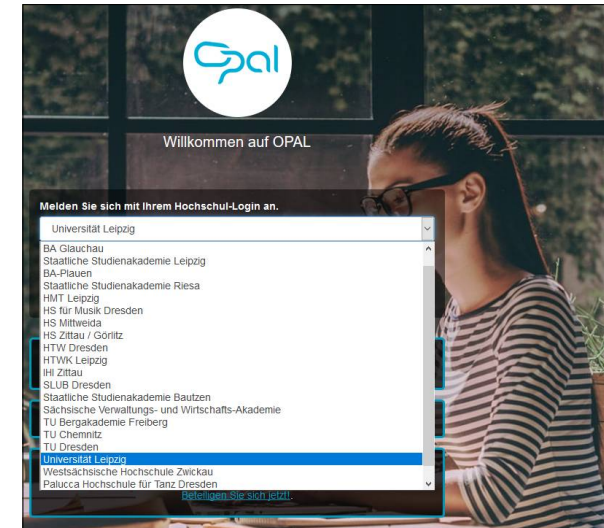 Opal
Willkommen auf OPAL
Melden Sie sich mit Ihrem Hochschul-Login an.
Universität Leipzig
BA Glauchau
Staatliche Studienakademie Leipzig
BA-Plauen
Staatliche Studienakademie Riesa
HMT Leipzig
HS für Musik Dresden
HS Mittweida
HS Zittau / Görlitz
HTW Dresden
HTWK Leipzig
IHI Zittau
SLUB Dresden
Staatliche Studienakademie Bautzen
Sächsische Verwaltungs- und Wirtschafts-Akademie
TU Bergakademie Freiberg
TU Chemnitz
TU Dresden
Universität Leipzig
Westsächsische Hochschule Zwickau
Palucca Hochschule für Tanz Dresden
Beteiligen Sie sich jetzt!.